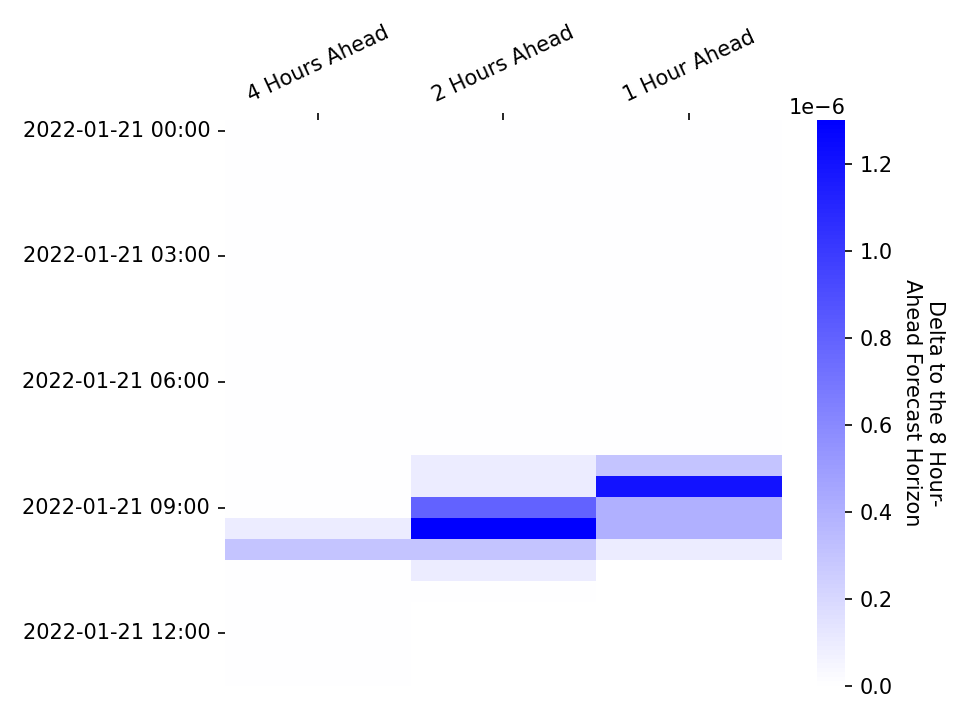 4 Hours Ahead
2 Hours Ahead
1 Hour Ahead
1e−6
2022-01-21 00:00
2022-01-21 03:00
2022-01-21 06:00
2022-01-21 09:00
2022-01-21 12:00
1.2
1.0
0.8
0.6
0.4
0.2
0.0
Delta to the 8 Hour-
Ahead Forecast Horizon